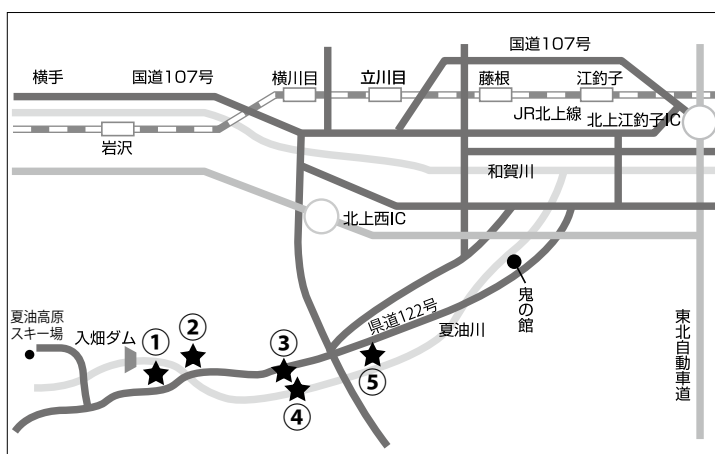 国道107号
横手
国道107号
横川目
立川目
藤根
江釣子
JR北上線
北上江釣子IC
岩沢
和賀川
北上西IC
鬼の館
県道122号
夏油川
夏油高原
スキー場
入畑ダム
①
②
③
④
⑤
東北自動車道